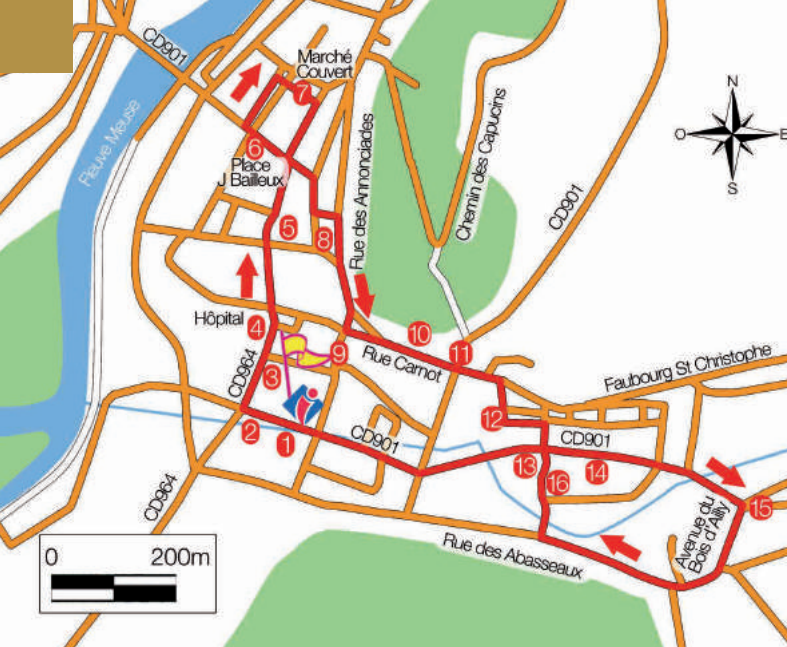 CD901
Marché
Couvert
7
Fleuve Meuse
6
Place
J Bailleux
Rue des Annonciades
Chemin des Capucins
CD901
N
O
E
S
5
8
Hôpital
4
10
11
9
Rue Carnot
3
CD964
Faubourg St Christophe
12
2
1
CD901
CD901
13
14
16
15
CD964
Avenue du
Bois d'Ailly
Rue des Abasseaux
0 200m